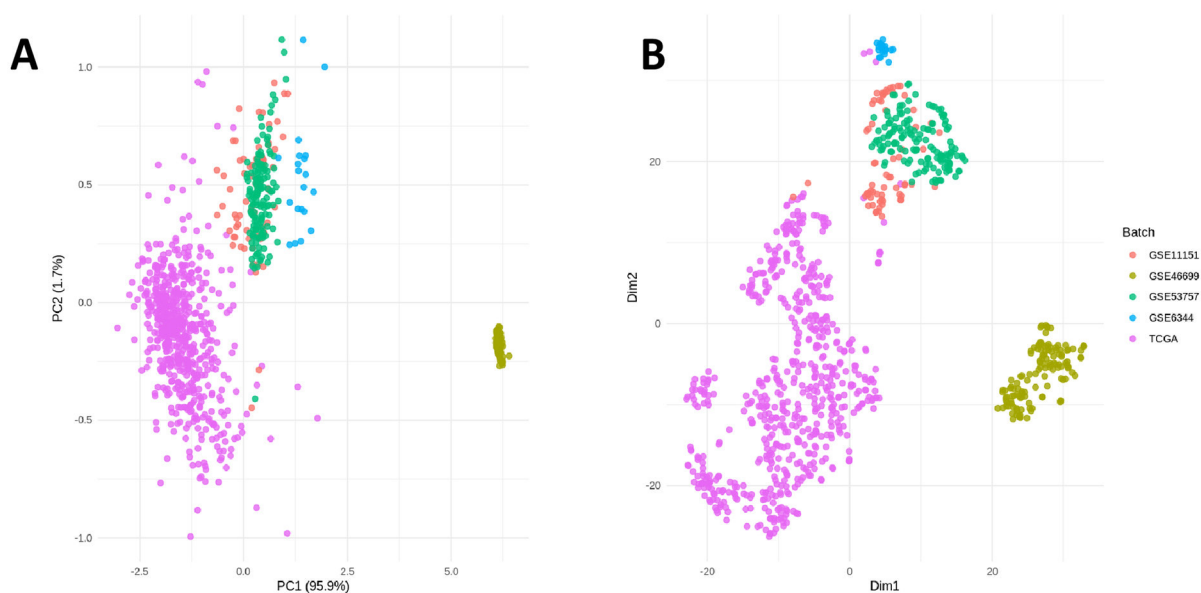 A
1.0
0.5
0.0
-0.5
-1.0
PC2 (1.7%)
-2.5
0.0
2.5
5.0
PC1 (95.9%)
B
20
0
-20
Dim2
-20
0
20
Dim1
Batch
GSE11151
GSE46699
GSE53757
GSE6344
TCGA